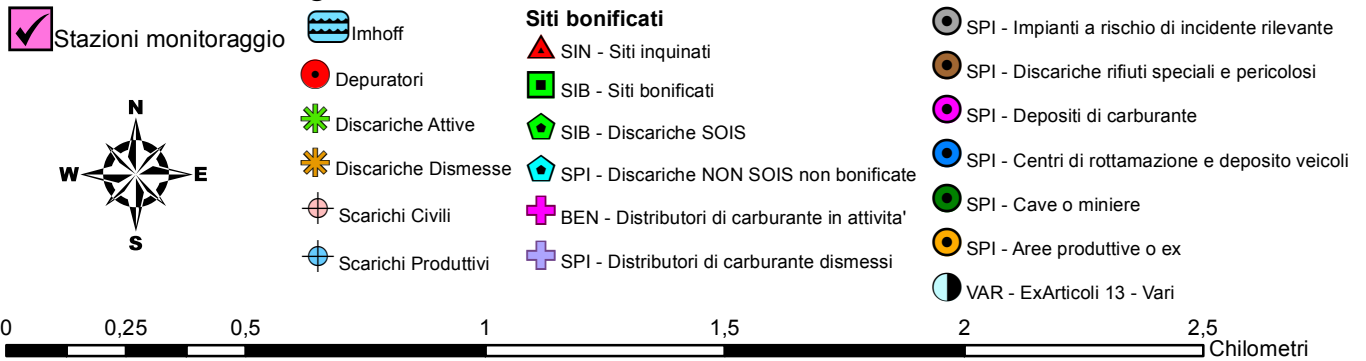 Stazioni monitoraggio
N
W
E
S
Imhoff
Depuratori
Discariche Attive
Discariche Dismesse
Scarichi Civili
Scarichi Produttivi
Siti bonificati
SIN - Siti inquinati
SIB - Siti bonificati
SIB - Discariche SOIS
SPI - Discariche NON SOIS non bonificate
BEN - Distributori di carburante in attivita'
SPI - Distributori di carburante dismessi
SPI - Impianti a rischio di incidente rilevante
SPI - Discariche rifiuti speciali e pericolosi
SPI - Depositi di carburante
SPI - Centri di rottamazione e deposito veicoli
SPI - Cave o miniere
SPI - Aree produttive o ex
VAR - ExArticoli 13 - Vari
0 0,25 0,5 1 1,5 2 2,5
Chilometri